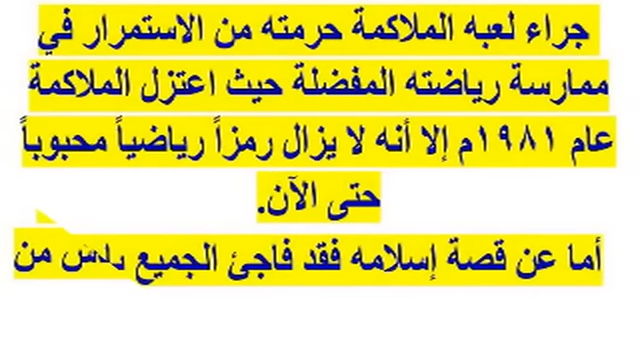 جراء لعبه الملاكمة حرمته من الاستمرار في
ممارسة رياضته المفضلة حيث اعتزل الملاكمة
عام ١٩٨١م إلا أنه لا يزال رمزاً رياضياً محبوباً
حتى الآن.
أما عن قصة إسلامه فقد فاجئ الجميع من